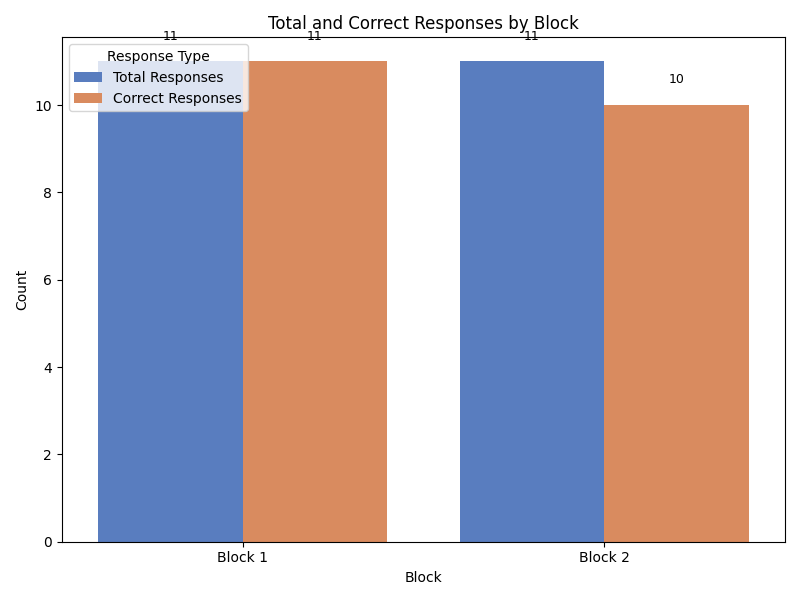 Total and Correct Responses by Block
11
11
11
10
Response Type
Total Responses
Correct Responses
10
8
6
4
2
0
Count
Block 1
Block 2
Block